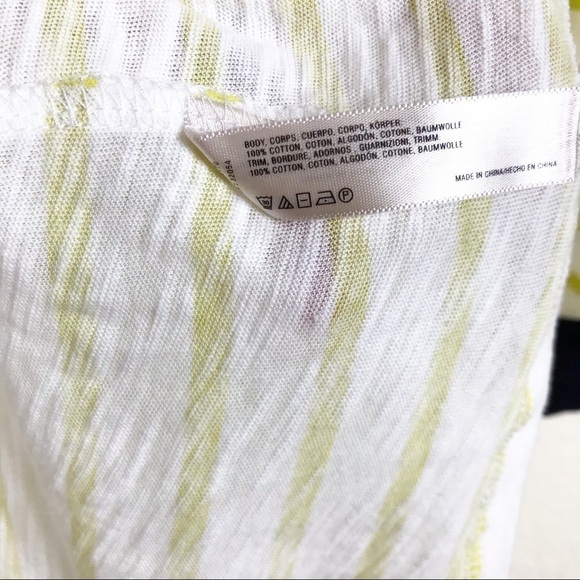 BODY, CORPS, CUERPO, CORPO, KÖRPER:
100% COTTON, COTON, ALGODÓN, COTONE, BAUMWOLLE
TRIM, BORDURE, ADORNOS, GUARNIZIONI, TRIMM
100% COTTON, COTON, ALGODÓN, COTONE, BAUMWOLLE
MADE IN CHINA/HECHO EN CHINA
P